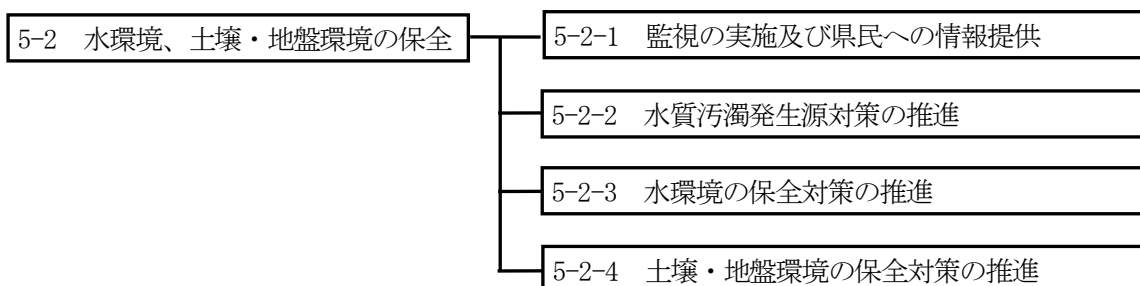 5-2　水環境、土壌・地盤環境の保全
5-2-1　監視の実施及び県民への情報提供
5-2-2　水質汚濁発生源対策の推進
5-2-3　水環境の保全対策の推進
5-2-4　土壌・地盤環境の保全対策の推進